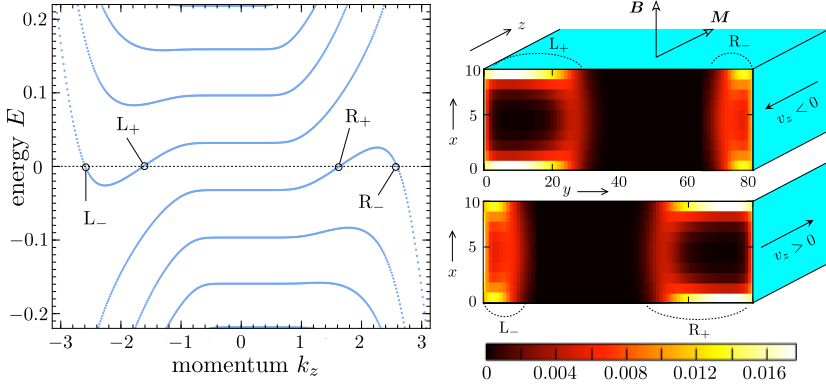 energy E
0.2
0.1
0
−0.1
−0.2
L₊
R₊
L₋
R₋
−3 −2 −1 0 1 2 3
momentum k_z
B
M
z
L₊
R₋
10
5
0
x
v_z < 0
0 20 40 60 80
y
10
5
0
x
v_z > 0
L₋
R₊
0 0.004 0.008 0.012 0.016